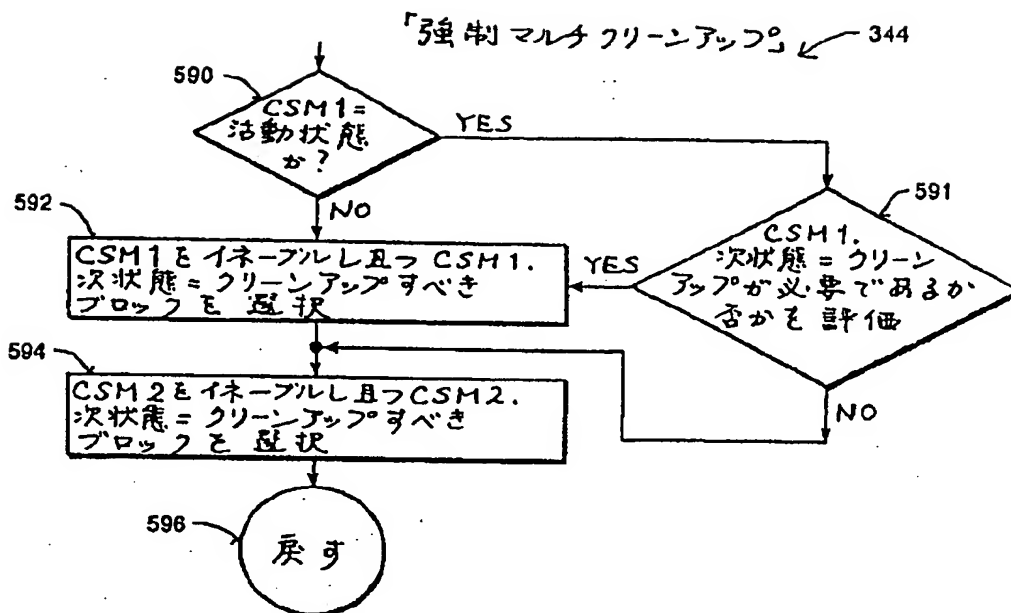 「強制マルチクリーンアップ」 344
590
CSM1=
活動状態
か?
YES
NO
591
CSM1.
次状態=クリーン
アップが必要であるか
否かを評価
YES
NO
592
CSM1をイネーブルし且つCSM1.
次状態=クリーンアップすべき
ブロックを選択
594
CSM2をイネーブルし且つCSM2.
次状態=クリーンアップすべき
ブロックを選択
596
戻す